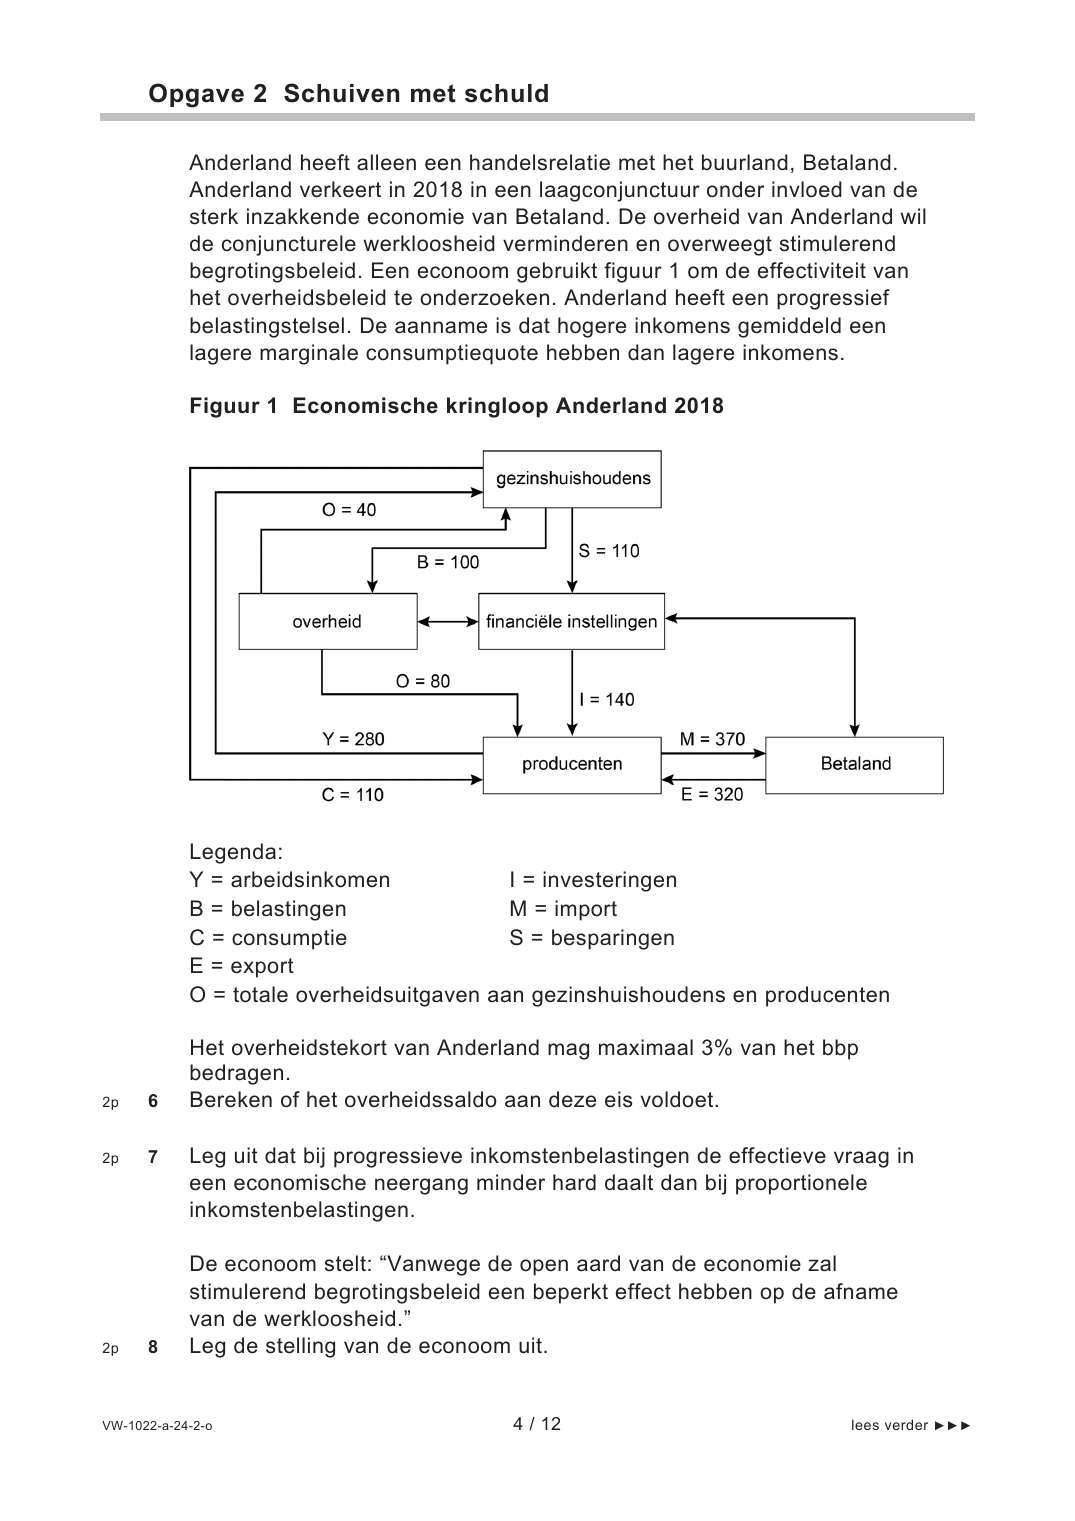 Opgave 2  Schuiven met schuld
Anderland heeft alleen een handelsrelatie met het buurland, Betaland.
Anderland verkeert in 2018 in een laagconjunctuur onder invloed van de
sterk inzakkende economie van Betaland. De overheid van Anderland wil
de conjuncturele werkloosheid verminderen en overweegt stimulerend
begrotingsbeleid. Een econoom gebruikt figuur 1 om de effectiviteit van
het overheidsbeleid te onderzoeken. Anderland heeft een progressief
belastingstelsel. De aanname is dat hogere inkomens gemiddeld een
lagere marginale consumptiequote hebben dan lagere inkomens.
Figuur 1  Economische kringloop Anderland 2018
gezinshuishoudens
O = 40
B = 100
S = 110
overheid
financiële instellingen
O = 80
I = 140
Y = 280
M = 370
producenten
Betaland
C = 110
E = 320
Legenda:
Y = arbeidsinkomen I = investeringen
B = belastingen M = import
C = consumptie S = besparingen
E = export
O = totale overheidsuitgaven aan gezinshuishoudens en producenten
Het overheidstekort van Anderland mag maximaal 3% van het bbp
bedragen.
2p 6 Bereken of het overheidssaldo aan deze eis voldoet.
2p 7 Leg uit dat bij progressieve inkomstenbelastingen de effectieve vraag in
een economische neergang minder hard daalt dan bij proportionele
inkomstenbelastingen.
De econoom stelt: “Vanwege de open aard van de economie zal
stimulerend begrotingsbeleid een beperkt effect hebben op de afname
van de werkloosheid.”
2p 8 Leg de stelling van de econoom uit.
VW-1022-a-24-2-o 4 / 12 lees verder ►►►